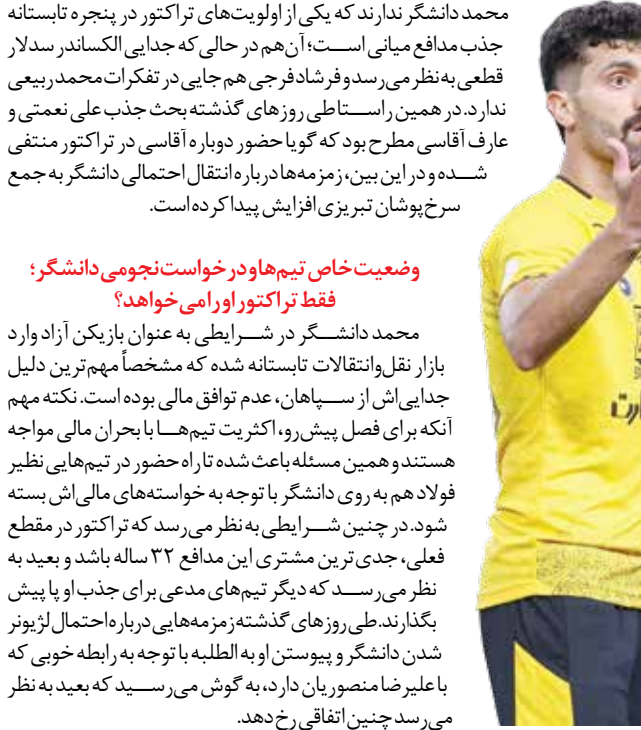 محمد دانشگر ندارند که یکی از اولویت‌های تراکتور در پنجره تابستانه
جذب مدافع میانی است؛ آن‌هم در حالی که جدایی الکساندر سدلار
قطعی به‌نظر می‌رسد و فرشاد فرجی هم جایی در تفکرات محمد ربیعی
ندارد. در همین راستا طی روزهای گذشته بحث جذب علی نعمتی و
عارف آقاسی مطرح بود که گویا حضور دوباره آقاسی در تراکتور منتفی
شده و در این بین، زمزمه‌ها درباره انتقال احتمالی دانشگر به جمع
سرخ‌پوشان تبریزی افزایش پیدا کرده است.
وضعیت خاص تیم‌ها و درخواست نجومی دانشگر؛
فقط تراکتور او را می‌خواهد؟
محمد دانشگر در شرایطی به عنوان بازیکن آزاد وارد
بازار نقل‌وانتقالات تابستانه شده که مشخصاً مهم‌ترین دلیل
جدایی‌اش از سپاهان، عدم توافق مالی بوده است. نکته مهم
آنکه برای فصل پیش‌رو، اکثریت تیم‌ها با بحران مالی مواجه
هستند و همین مسئله باعث شده تا راه حضور در تیم‌هایی نظیر
فولاد هم به روی دانشگر با توجه به خواسته‌های مالی‌اش بسته
شود. در چنین شرایطی به‌نظر می‌رسد که تراکتور در مقطع
فعلی، جدی ترین مشتری این مدافع ۳۲ ساله باشد و بعید به
نظر می‌رسد که دیگر تیم‌های مدعی برای جذب او پا پیش
بگذارند. طی روزهای گذشته زمزمه‌هایی درباره احتمال لژیونر
شدن دانشگر و پیوستن او به الطلبه با توجه به رابطه خوبی که
با علیرضا منصوریان دارد، به گوش می‌رسید که بعید به نظر
می‌رسد چنین اتفاقی رخ دهد.